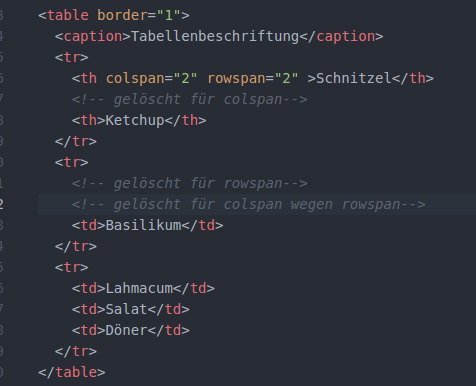 <table border="1">
<caption>Tabellenbeschriftung</caption>
<tr>
<th colspan="2" rowspan="2" >Schnitzel</th>
<!-- gelöscht für colspan-->
<th>Ketchup</th>
</tr>
<tr>
<!-- gelöscht für rowspan-->
<!-- gelöscht für colspan wegen rowspan-->
<td>Basilikum</td>
</tr>
<tr>
<td>Lahmacum</td>
<td>Salat</td>
<td>Döner</td>
</tr>
</table>